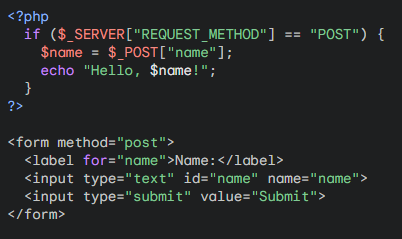 <?php
  if ($_SERVER["REQUEST_METHOD"] == "POST") {
    $name = $_POST["name"];
    echo "Hello, $name!";
  }
?>

<form method="post">
  <label for="name">Name:</label>
  <input type="text" id="name" name="name">
  <input type="submit" value="Submit">
</form>